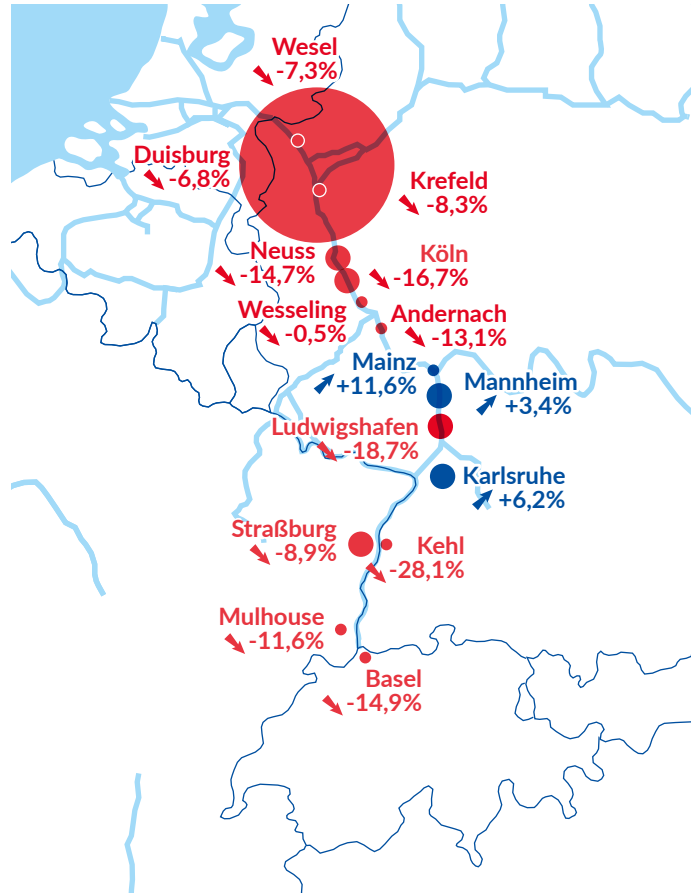 Wesel
-7,3%
Duisburg
-6,8%
Krefeld
-8,3%
Neuss
-14,7%
Köln
-16,7%
Wesseling
-0,5%
Andernach
-13,1%
Mainz
+11,6%
Mannheim
+3,4%
Ludwigshafen
-18,7%
Karlsruhe
+6,2%
Straßburg
-8,9%
Kehl
-28,1%
Mulhouse
-11,6%
Basel
-14,9%